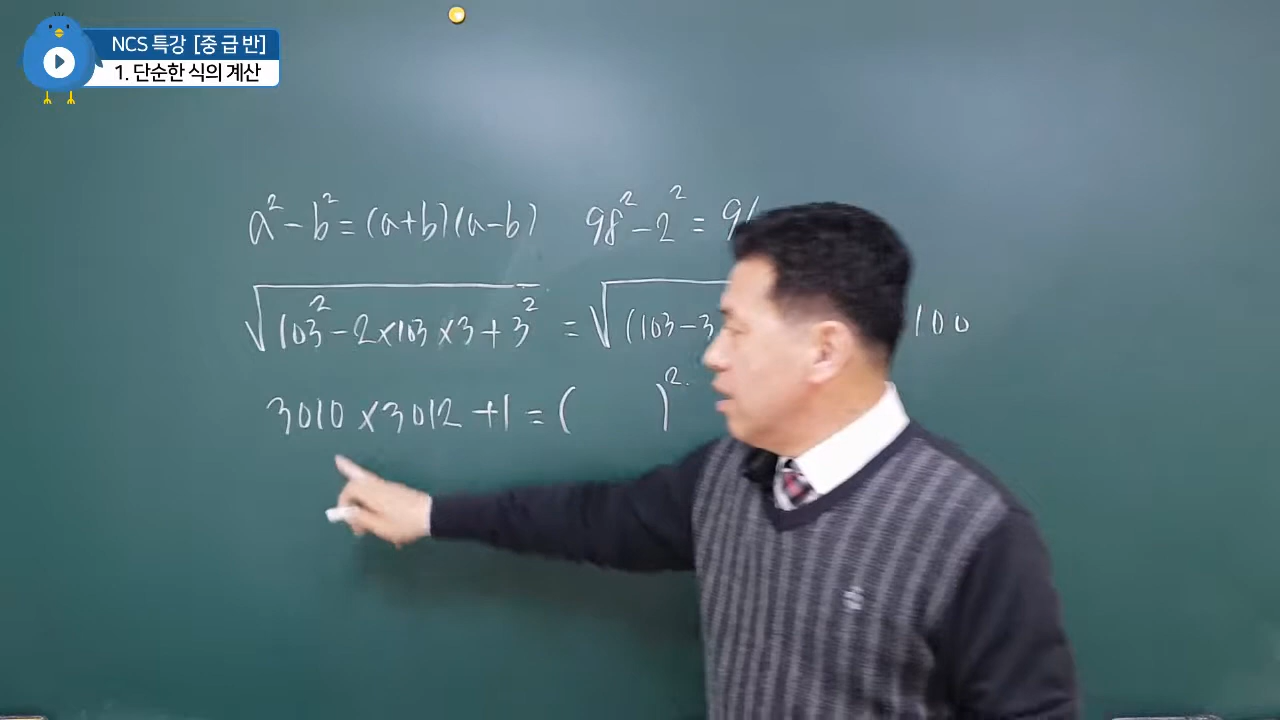 NCS 특강 [중급반]
1. 단순한 식의 계산
a² - b² = (a+b)(a-b) 98² - 2² = 9
√(103² - 2×103×3 + 3²) = √(103-3 100
3010 × 3012 + 1 = ( )².